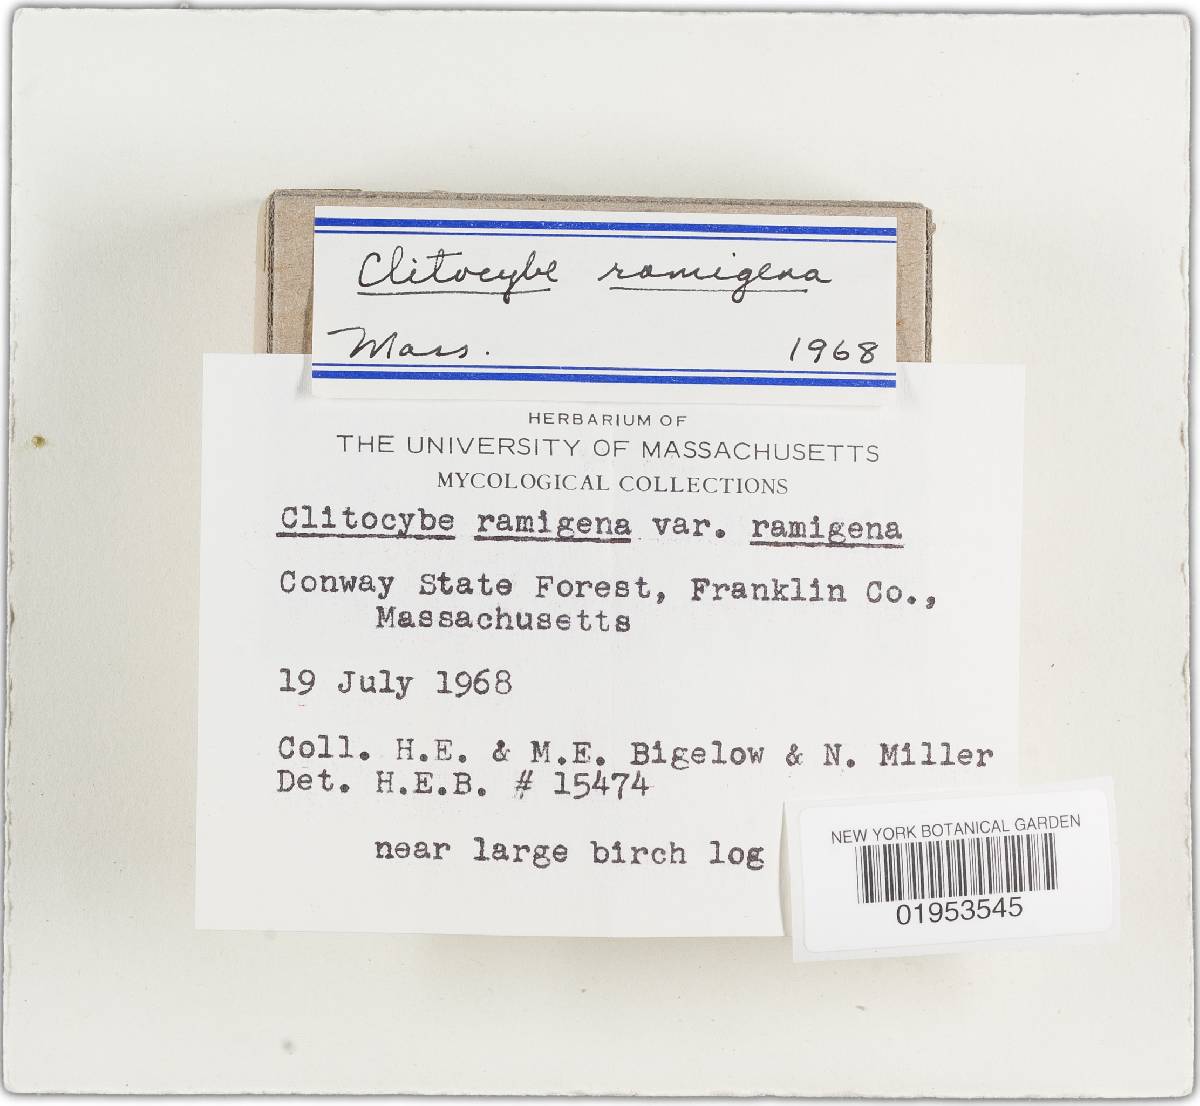 Clitocybe ramigena
Mass. 1968
HERBARIUM OF
THE UNIVERSITY OF MASSACHUSETTS
MYCOLOGICAL COLLECTIONS
Clitocybe ramigena var. ramigena
Conway State Forest, Franklin Co.,
Massachusetts
19 July 1968
Coll. H.E. & M.E. Bigelow & N. Miller
Det. H.E.B. # 15474
near large birch log
NEW YORK BOTANICAL GARDEN
01953545